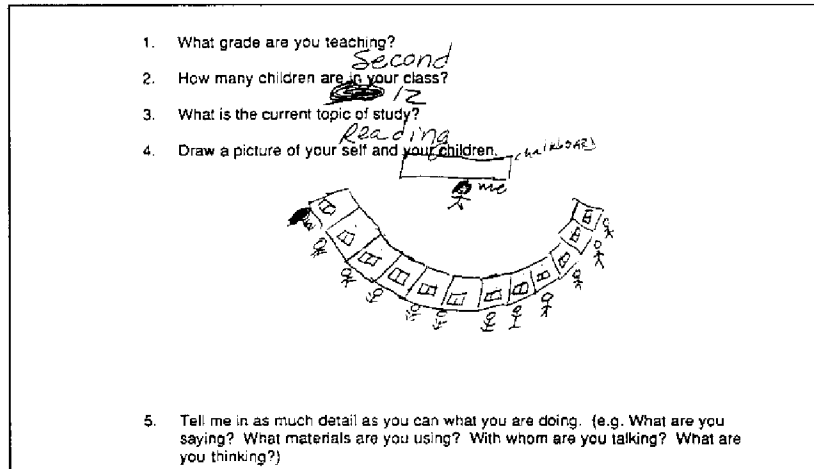 1. What grade are you teaching?
Second
2. How many children are in your class?
12
3. What is the current topic of study?
Reading
4. Draw a picture of your self and your children.
chalkboard
me
5. Tell me in as much detail as you can what you are doing. (e.g. What are you
saying? What materials are you using? With whom are you talking? What are
you thinking?)